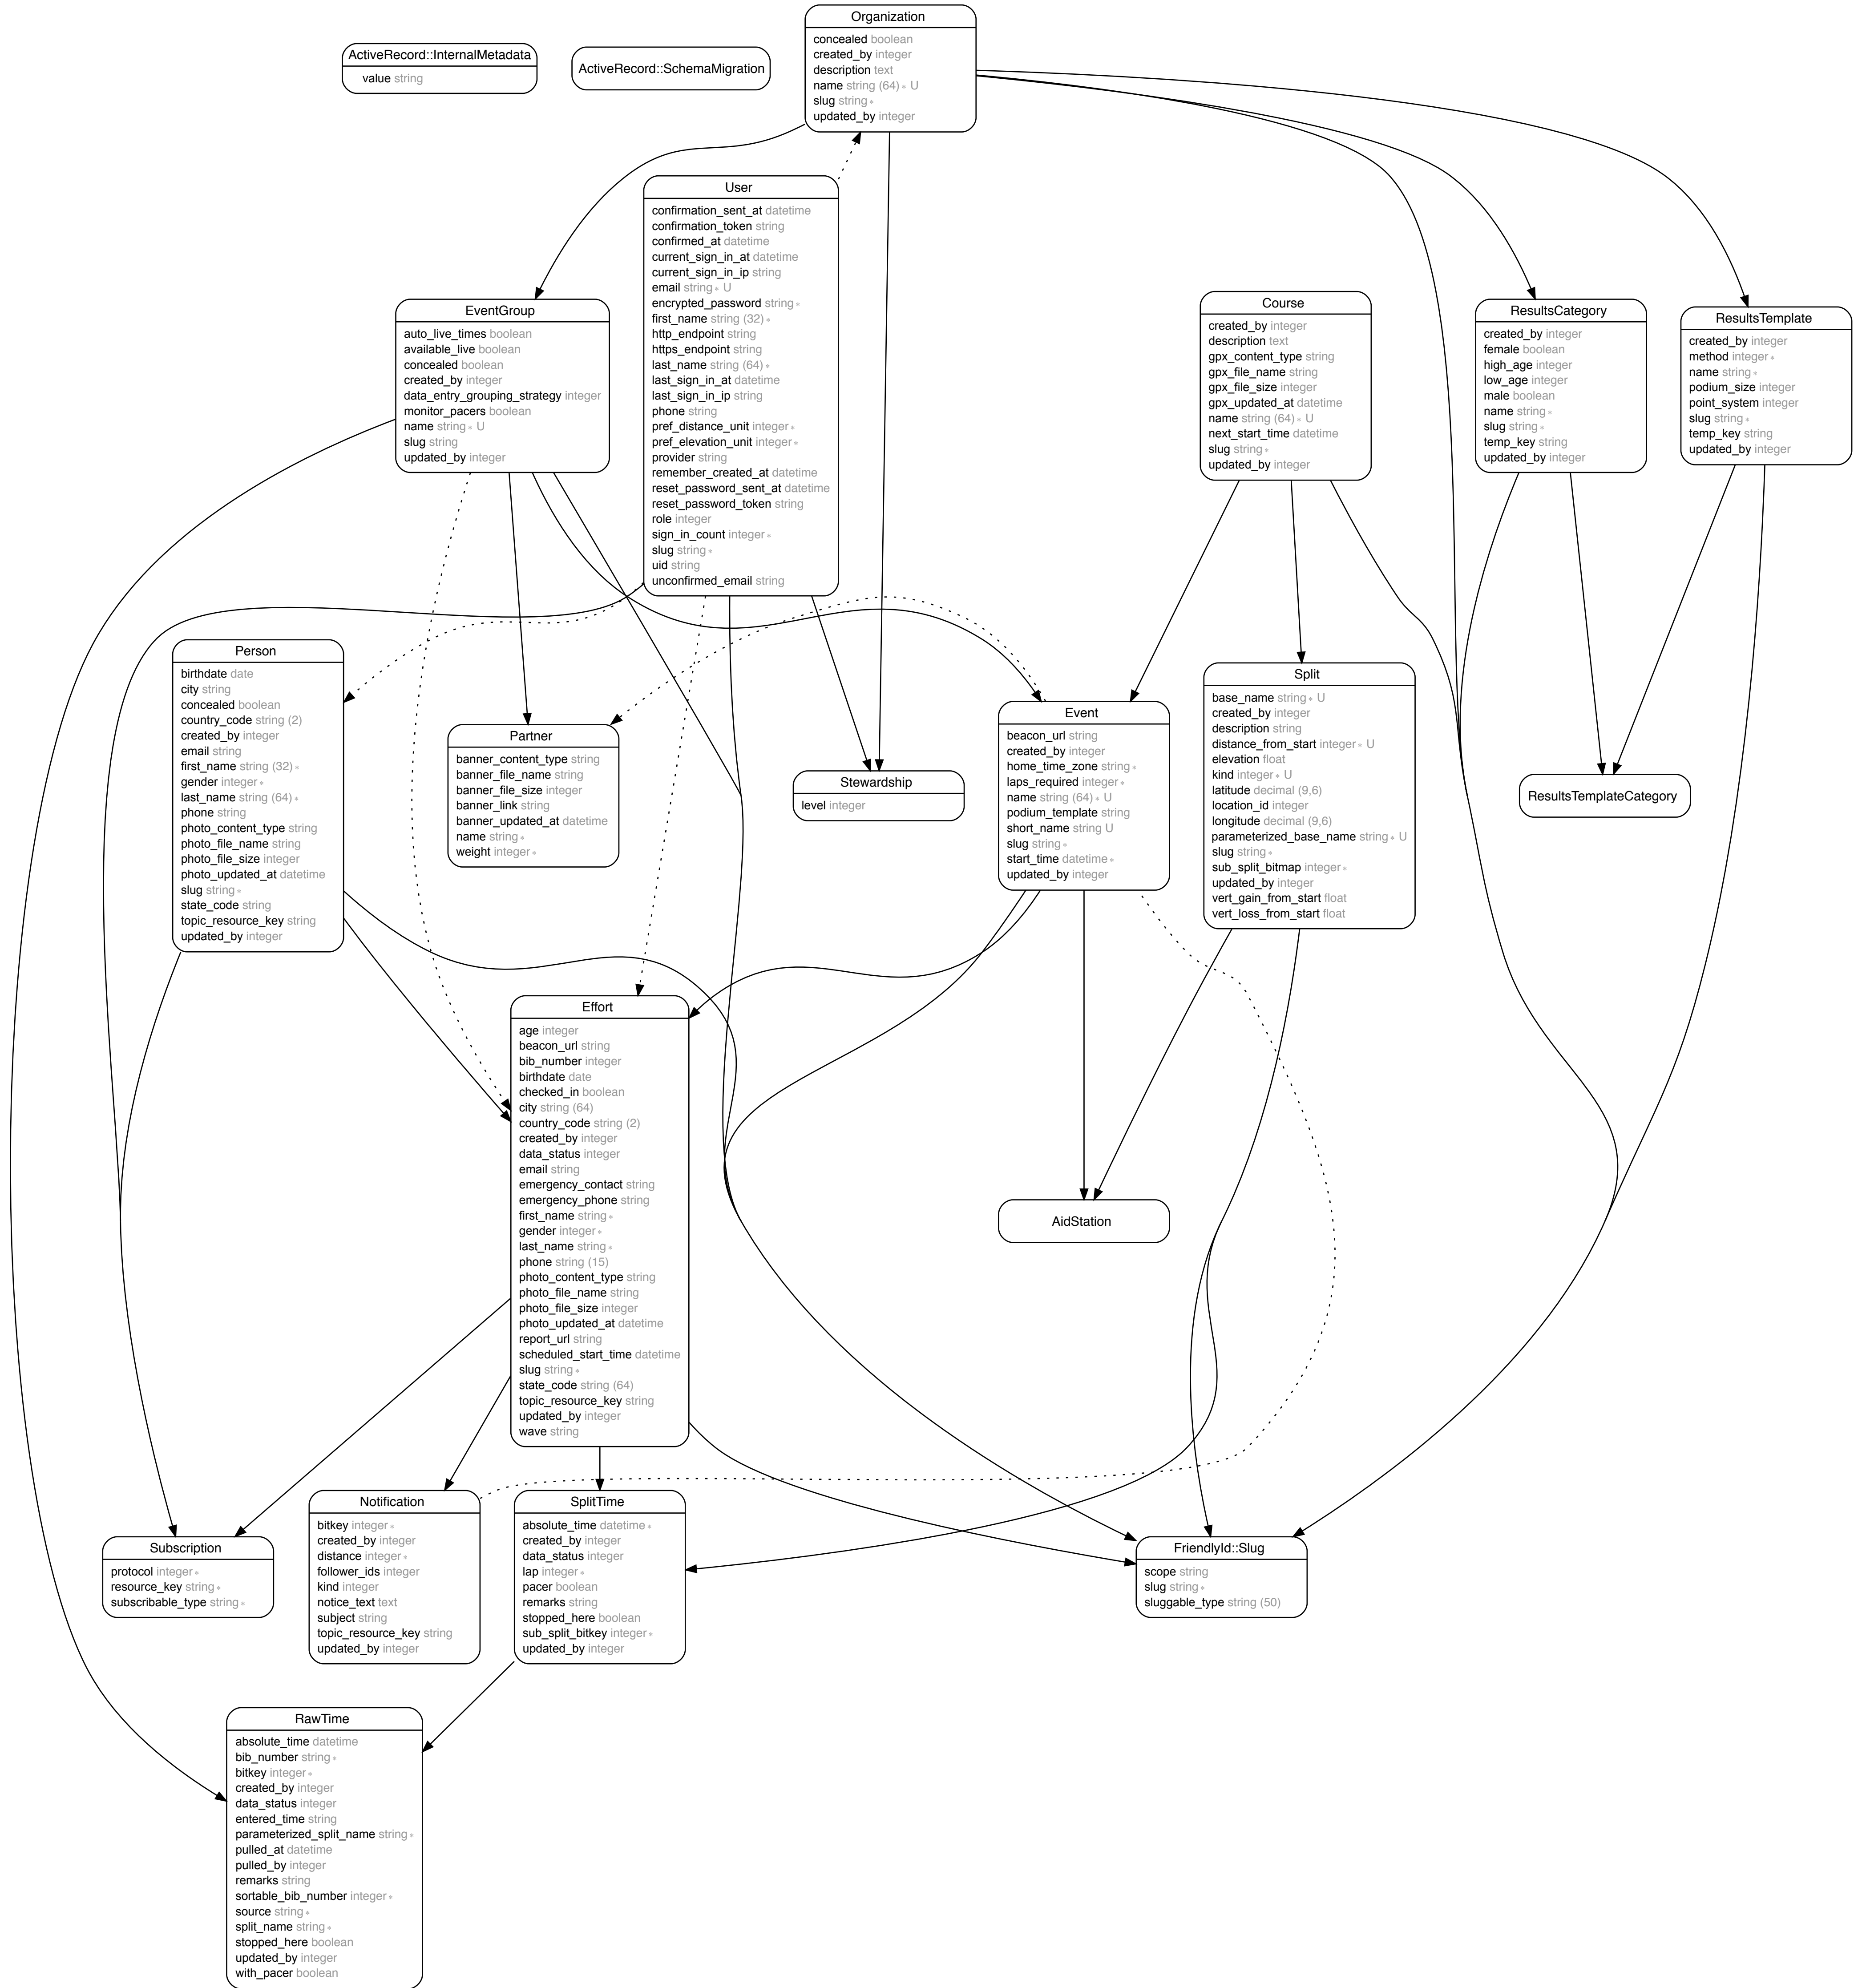 Organization
concealed boolean
created_by integer
description text
name string (64) ∗ U
slug string ∗
updated_by integer
ActiveRecord::InternalMetadata
value string
ActiveRecord::SchemaMigration
User
confirmation_sent_at datetime
confirmation_token string
confirmed_at datetime
current_sign_in_at datetime
current_sign_in_ip string
email string ∗ U
encrypted_password string ∗
first_name string (32) ∗
http_endpoint string
https_endpoint string
last_name string (64) ∗
last_sign_in_at datetime
last_sign_in_ip string
phone string
pref_distance_unit integer ∗
pref_elevation_unit integer ∗
provider string
remember_created_at datetime
reset_password_sent_at datetime
reset_password_token string
role integer
sign_in_count integer ∗
slug string ∗
uid string
unconfirmed_email string
EventGroup
auto_live_times boolean
available_live boolean
concealed boolean
created_by integer
data_entry_grouping_strategy integer
monitor_pacers boolean
name string ∗ U
slug string
updated_by integer
Course
created_by integer
description text
gpx_content_type string
gpx_file_name string
gpx_file_size integer
gpx_updated_at datetime
name string (64) ∗ U
next_start_time datetime
slug string ∗
updated_by integer
ResultsCategory
created_by integer
female boolean
high_age integer
low_age integer
male boolean
name string ∗
slug string ∗
temp_key string
updated_by integer
ResultsTemplate
created_by integer
method integer ∗
name string ∗
podium_size integer
point_system integer
slug string ∗
temp_key string
updated_by integer
Person
birthdate date
city string
concealed boolean
country_code string (2)
created_by integer
email string
first_name string (32) ∗
gender integer ∗
last_name string (64) ∗
phone string
photo_content_type string
photo_file_name string
photo_file_size integer
photo_updated_at datetime
slug string ∗
state_code string
topic_resource_key string
updated_by integer
Partner
banner_content_type string
banner_file_name string
banner_file_size integer
banner_link string
banner_updated_at datetime
name string ∗
weight integer ∗
Stewardship
level integer
Event
beacon_url string
created_by integer
home_time_zone string ∗
laps_required integer ∗
name string (64) ∗ U
podium_template string
short_name string U
slug string ∗
start_time datetime ∗
updated_by integer
Split
base_name string ∗ U
created_by integer
description string
distance_from_start integer ∗ U
elevation float
kind integer ∗ U
latitude decimal (9,6)
location_id integer
longitude decimal (9,6)
parameterized_base_name string ∗ U
slug string ∗
sub_split_bitmap integer ∗
updated_by integer
vert_gain_from_start float
vert_loss_from_start float
ResultsTemplateCategory
Effort
age integer
beacon_url string
bib_number integer
birthdate date
checked_in boolean
city string (64)
country_code string (2)
created_by integer
data_status integer
email string
emergency_contact string
emergency_phone string
first_name string ∗
gender integer ∗
last_name string ∗
phone string (15)
photo_content_type string
photo_file_name string
photo_file_size integer
photo_updated_at datetime
report_url string
scheduled_start_time datetime
slug string ∗
state_code string (64)
topic_resource_key string
updated_by integer
wave string
AidStation
Subscription
protocol integer ∗
resource_key string ∗
subscribable_type string ∗
Notification
bitkey integer ∗
created_by integer
distance integer ∗
follower_ids integer
kind integer
notice_text text
subject string
topic_resource_key string
updated_by integer
SplitTime
absolute_time datetime ∗
created_by integer
data_status integer
lap integer ∗
pacer boolean
remarks string
stopped_here boolean
sub_split_bitkey integer ∗
updated_by integer
FriendlyId::Slug
scope string
slug string ∗
sluggable_type string (50)
RawTime
absolute_time datetime
bib_number string ∗
bitkey integer ∗
created_by integer
data_status integer
entered_time string
parameterized_split_name string ∗
pulled_at datetime
pulled_by integer
remarks string
sortable_bib_number integer ∗
source string ∗
split_name string ∗
stopped_here boolean
updated_by integer
with_pacer boolean